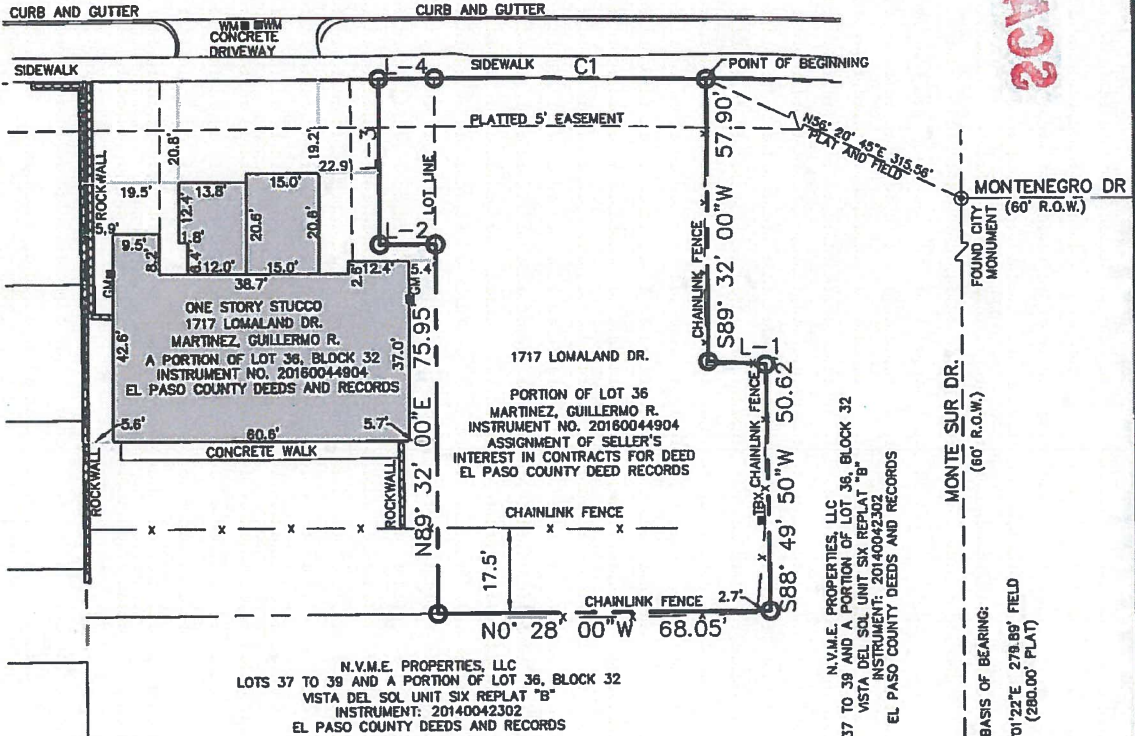 CURB AND GUTTER
CURB AND GUTTER
WM WM
CONCRETE
DRIVEWAY
SIDEWALK
L-4
SIDEWALK
C1
POINT OF BEGINNING
PLATTED 5' EASEMENT
N56° 20' 45"E 315.56'
PLAT AND FIELD
MONTENEGRO DR
(60' R.O.W.)
FOUND CITY
MONUMENT
ROCKWALL
20.8'
19.2'
22.9'
L-3
LOT LINE
19.5'
13.8'
15.0'
12.4'
1.8'
6.4'
20.6'
20.6'
5.9'
9.5'
8.2'
12.0'
15.0'
38.7'
2.6'
12.4'
5.4'
L-2
GM
GM
ONE STORY STUCCO
1717 LOMALAND DR.
MARTINEZ, GUILLERMO R.
A PORTION OF LOT 36, BLOCK 32
INSTRUMENT NO. 20160044904
EL PASO COUNTY DEEDS AND RECORDS
42.6'
37.0'
5.6'
60.6'
5.7'
CONCRETE WALK
ROCKWALL
ROCKWALL
N89° 32' 00"E 75.95'
CHAINLINK FENCE
S89° 32' 00"W 57.90'
L-1
1717 LOMALAND DR.
PORTION OF LOT 36
MARTINEZ, GUILLERMO R.
INSTRUMENT NO. 20160044904
ASSIGNMENT OF SELLER'S
INTEREST IN CONTRACTS FOR DEED
EL PASO COUNTY DEED RECORDS
CHAINLINK FENCE
TBX
CHAINLINK FENCE
S88° 49' 50"W 50.62
17.5'
CHAINLINK FENCE
2.7'
N0° 28' 00"W 68.05'
N.V.M.E. PROPERTIES, LLC
LOTS 37 TO 39 AND A PORTION OF LOT 36, BLOCK 32
VISTA DEL SOL UNIT SIX REPLAT "B"
INSTRUMENT: 20140042302
EL PASO COUNTY DEEDS AND RECORDS
N.V.M.E. PROPERTIES, LLC
37 TO 39 AND A PORTION OF LOT 36, BLOCK 32
VISTA DEL SOL UNIT SIX REPLAT "B"
INSTRUMENT: 20140042302
EL PASO COUNTY DEEDS AND RECORDS
MONTE SUR DR.
(60' R.O.W.)
BASIS OF BEARING:
01'22"E 279.89' FIELD
(280.00' PLAT)